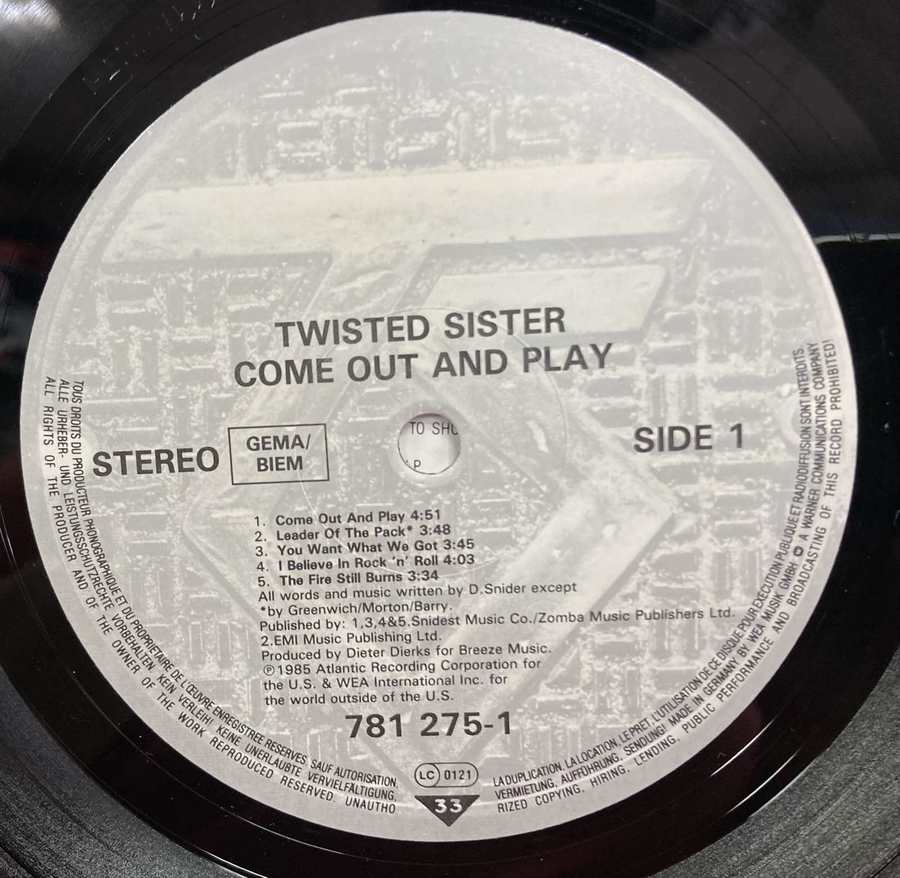 TWISTED SISTER
COME OUT AND PLAY
STEREO
GEMA/
BIEM
TO SHU
AP
SIDE 1
1. Come Out And Play 4:51
2. Leader Of The Pack* 3:48
3. You Want What We Got 3:45
4. I Believe In Rock 'n' Roll 4:03
5. The Fire Still Burns 3:34
All words and music written by D.Snider except
*by Greenwich/Morton/Barry.
Published by: 1,3,4&5.Snidest Music Co./Zomba Music Publishers Ltd.
2.EMI Music Publishing Ltd.
Produced by Dieter Dierks for Breeze Music.
℗1985 Atlantic Recording Corporation for
the U.S. & WEA International Inc. for
the world outside of the U.S.
781 275-1
LC 0121
33
TOUS DROITS DU PRODUCTEUR PHONOGRAPHIQUE ET DU PROPRIETAIRE DE L'ŒUVRE ENREGISTREE RESERVES. SAUF AUTORISATION, LA DUPLICATION, LA LOCATION, LE PRET, L'UTILISATION DE CE DISQUE POUR EXECUTION PUBLIQUE ET RADIODIFFUSION SONT INTERDITS
ALLE URHEBER- UND LEISTUNGSSCHUTZRECHTE VORBEHALTEN. KEIN VERLEIH! KEINE UNERLAUBTE VERVIELFÄLTIGUNG, VERMIETUNG, AUFFÜHRUNG, SENDUNG! MADE IN GERMANY BY WEA MUSIK GMBH A WARNER COMMUNICATIONS COMPANY
ALL RIGHTS OF THE PRODUCER AND OF THE OWNER OF THE WORK REPRODUCED RESERVED. UNAUTHORIZED COPYING, HIRING, LENDING, PUBLIC PERFORMANCE AND BROADCASTING OF THIS RECORD PROHIBITED!